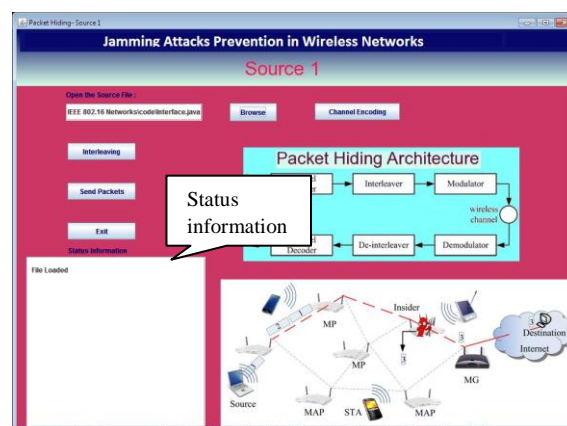 Packet Hiding- Source 1
Jamming Attacks Prevention in Wireless Networks
Source 1
Open the Source File :
IEEE 802.16 Networks\code\Interface.java
Browse
Channel Encoding
Interleaving
Send Packets
Exit
Status Information
File Loaded
Status
information
Packet Hiding Architecture
Interleaver
Modulator
wireless
channel
Decoder
De-interleaver
Demodulator
Insider
MP
2
1
3
3
3
Destination
Internet
MP
MG
Source
MAP
STA
MAP